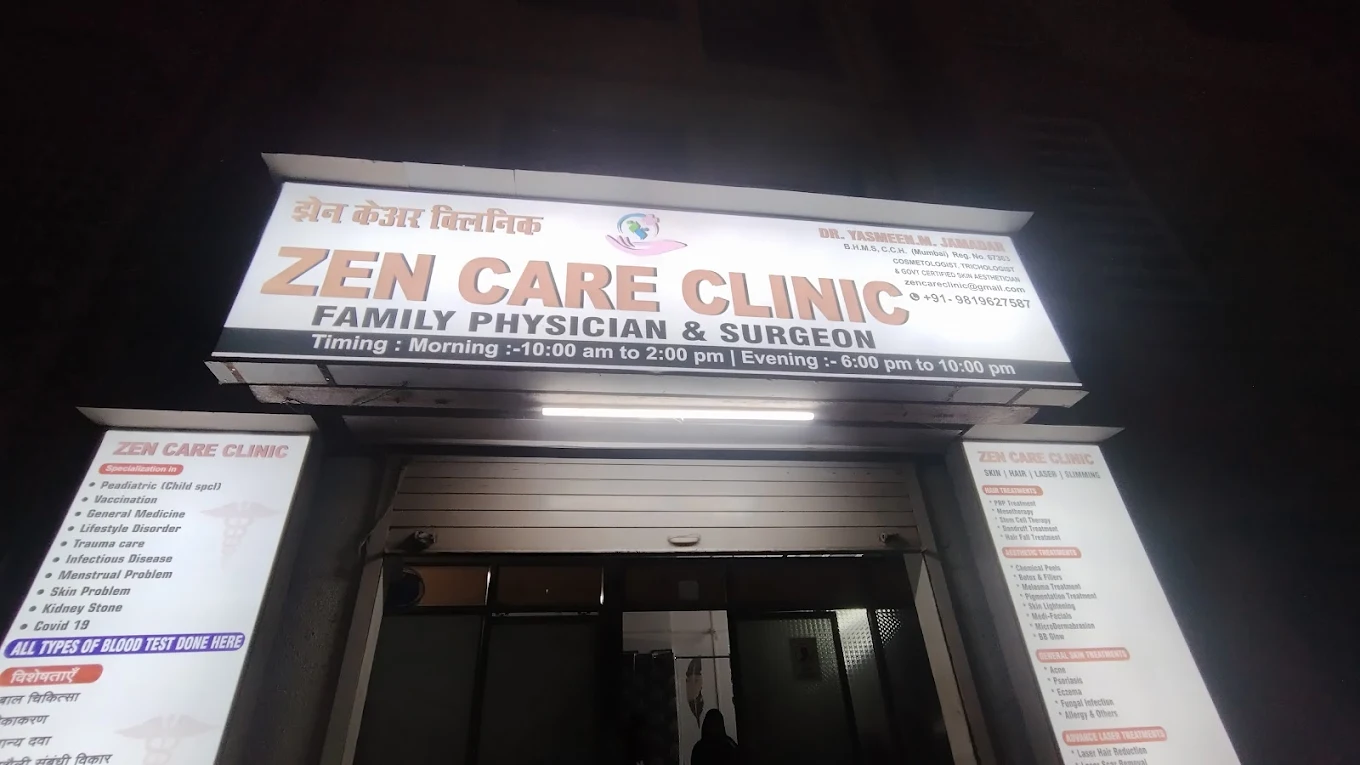 झेन केअर क्लिनिक
ZEN CARE CLINIC
FAMILY PHYSICIAN & SURGEON
Timing : Morning :-10:00 am to 2:00 pm | Evening :- 6:00 pm to 10:00 pm
DR. YASMEEN.M. JAMADAR
B.H.M.S, C.C.H. (Mumbai) Reg. No. 57353
COSMETOLOGIST, TRICHOLOGIST
& GOVT CERTIFIED SKIN AESTHETICIAN
zencareclinic@gmail.com
+91- 9819627587
ZEN CARE CLINIC
Specialization in
• Peadiatric (Child spcl)
• Vaccination
• General Medicine
• Lifestyle Disorder
• Trauma care
• Infectious Disease
• Menstrual Problem
• Skin Problem
• Kidney Stone
• Covid 19
ALL TYPES OF BLOOD TEST DONE HERE
विशेषताएँ
बाल चिकित्सा
संबंधी विकार
ZEN CARE CLINIC
SKIN | HAIR | LASER | SLIMMING
HAIR TREATMENTS
* PRP Treatment
* Mesotherapy
* Stem Cell Therapy
* Dandruff Treatment
* Hair Fall Treatment
AESTHETIC TREATMENTS
* Chemical Peels
* Botox & Fillers
* Melasma Treatment
* Pigmentation Treatment
* Skin Lightening
* Medi-Facials
* MicroDermabrasion
* BB Glow
GENERAL SKIN TREATMENTS
* Acne
* Psoriasis
* Eczema
* Fungal Infection
* Allergy & Others
ADVANCE LASER TREATMENTS
* Laser Hair Reduction
* Laser Scar Removal